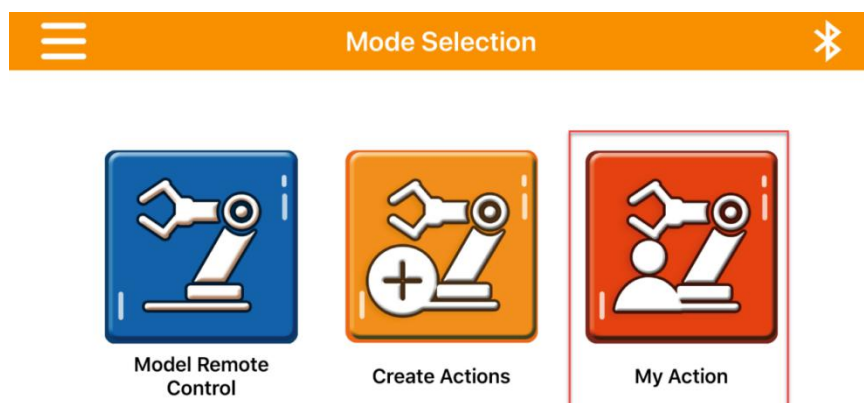 Mode Selection
Model Remote
Control
Create Actions
My Action